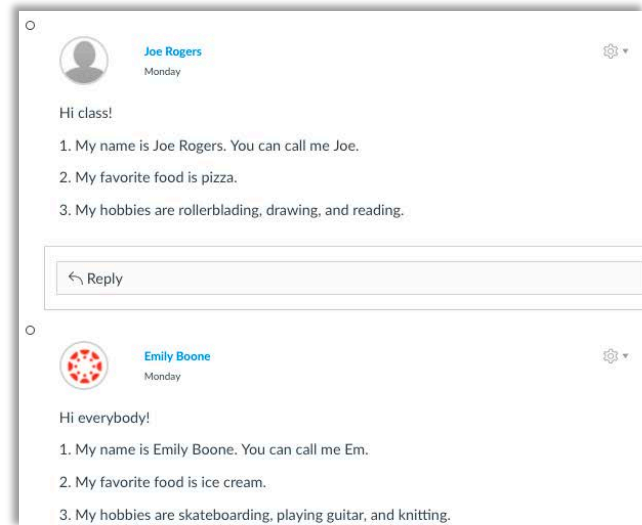 Joe Rogers
Monday
Hi class!
1. My name is Joe Rogers. You can call me Joe.
2. My favorite food is pizza.
3. My hobbies are rollerblading, drawing, and reading.
Reply
Emily Boone
Monday
Hi everybody!
1. My name is Emily Boone. You can call me Em.
2. My favorite food is ice cream.
3. My hobbies are skateboarding, playing guitar, and knitting.